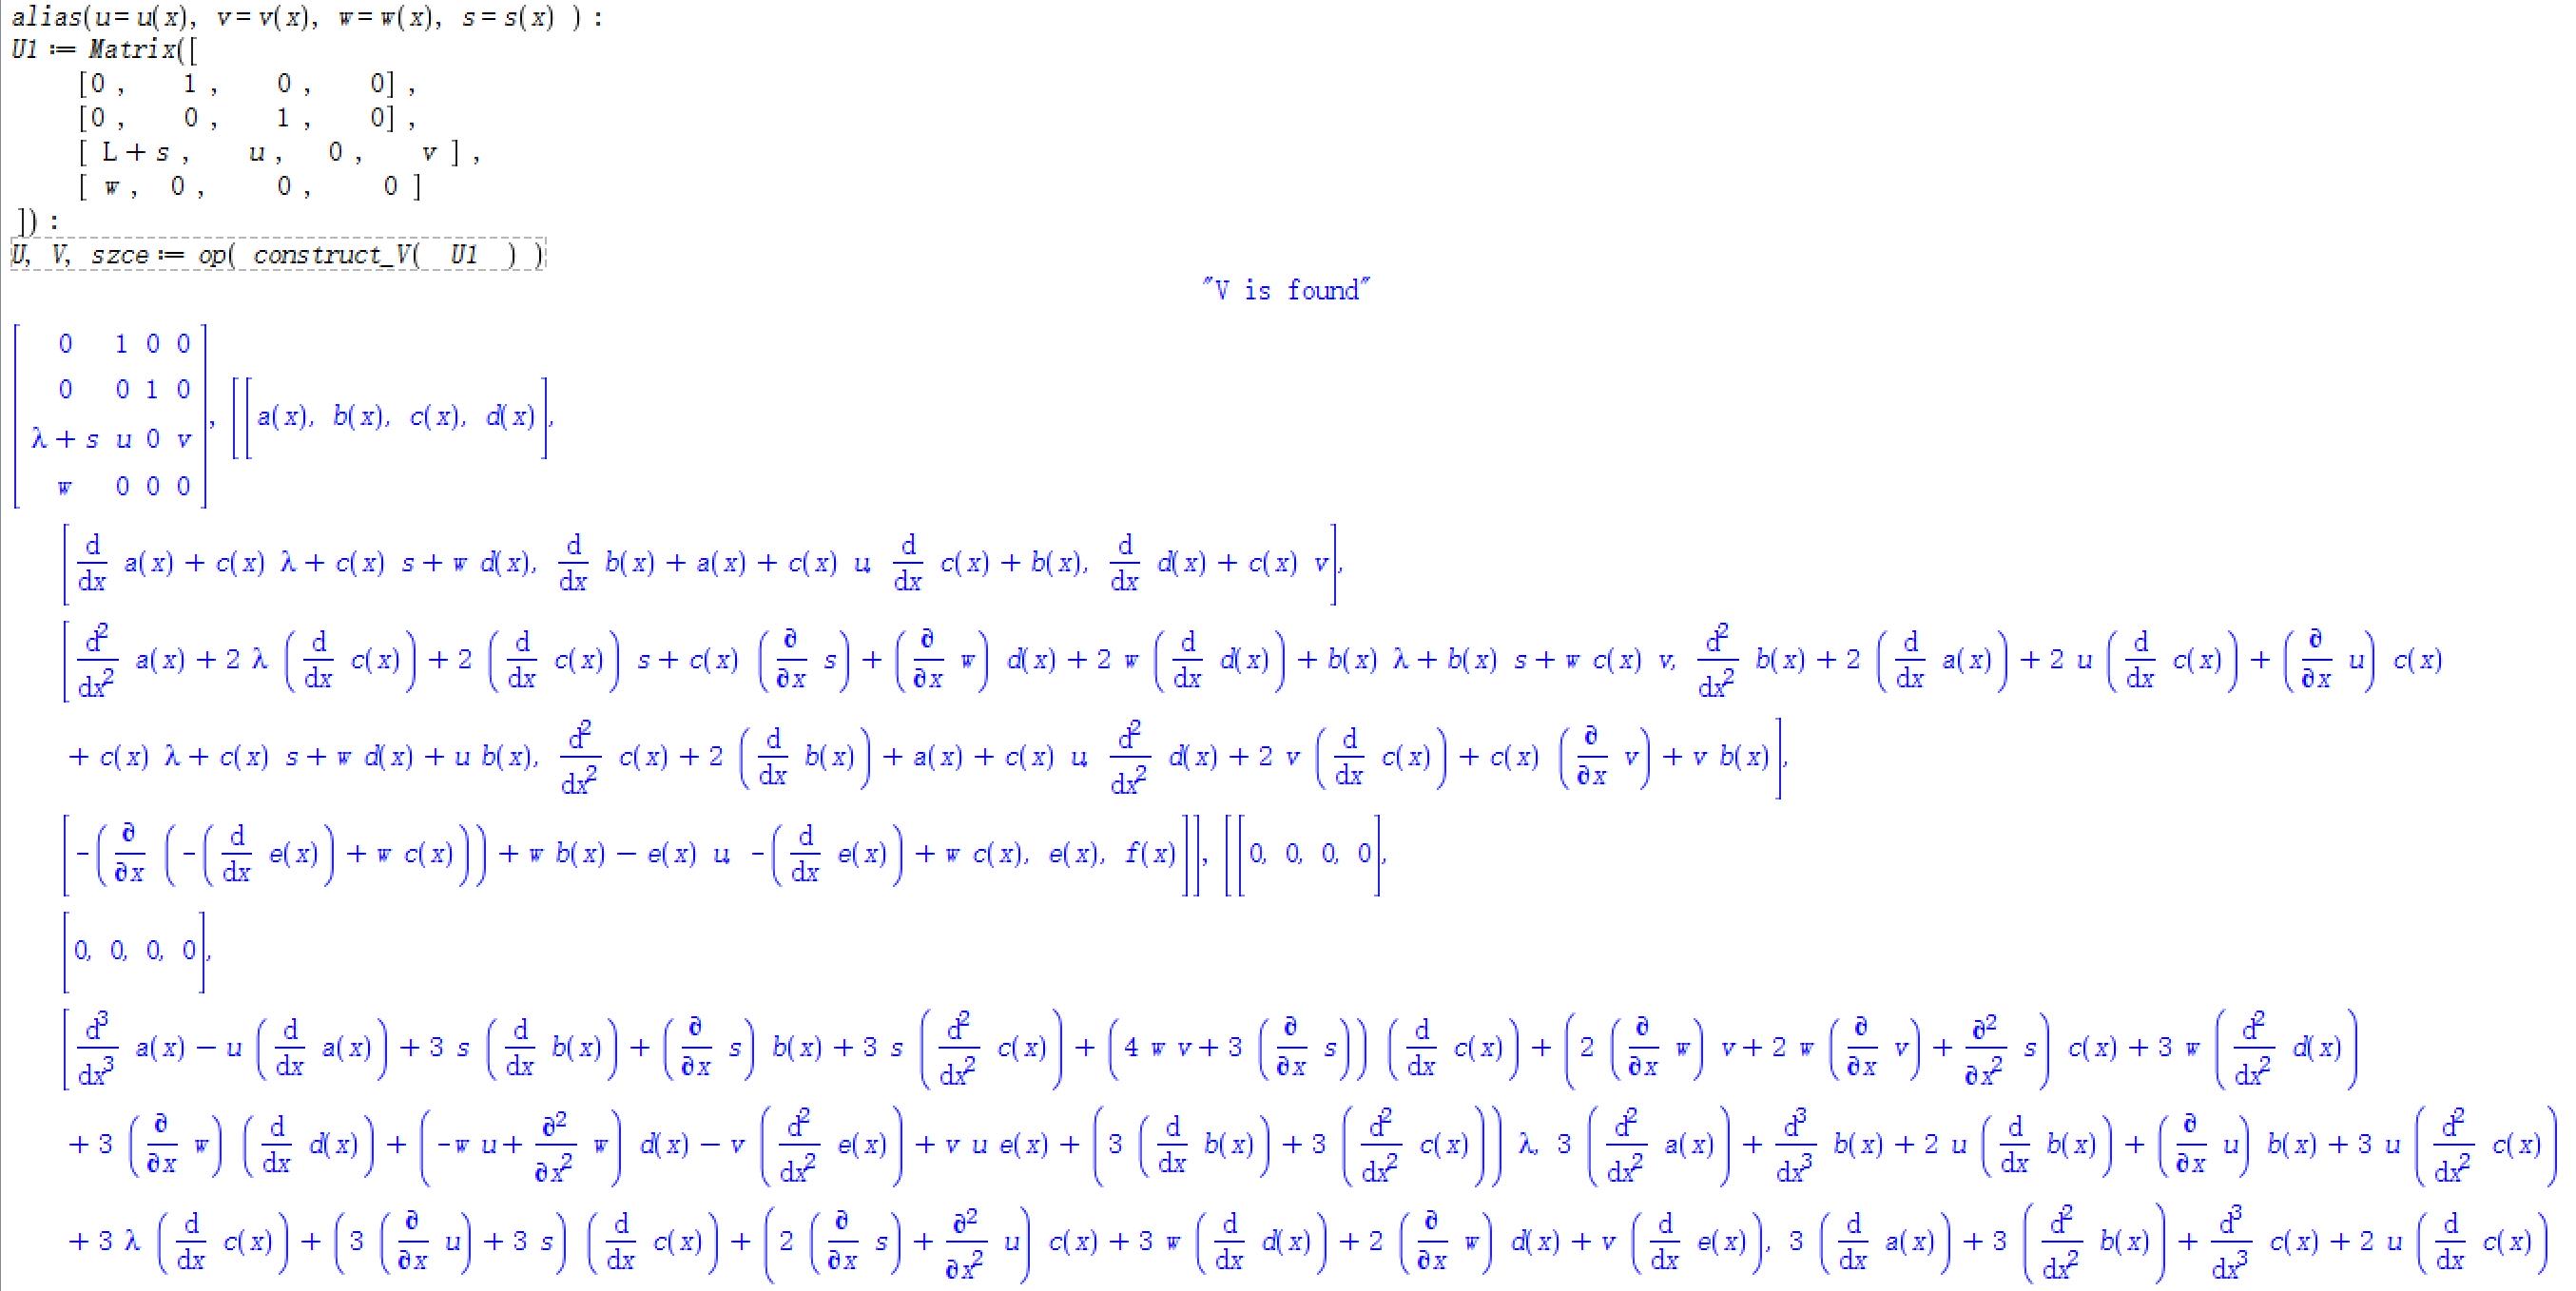 alias(u=u(x), v=v(x), w=w(x), s=s(x) ) :
U1 := Matrix([
[0 , 1 , 0 , 0] ,
[0 , 0 , 1 , 0] ,
[ L+s , u , 0 , v ] ,
[ w , 0 , 0 , 0 ]
]) :
U, V, szce := op( construct_V( U1 ) )
"V is found"
[ 0 1 0 0
0 0 1 0
λ+s u 0 v
w 0 0 0 ], [[a(x), b(x), c(x), d(x)],
[d/dx a(x) + c(x) λ + c(x) s + w d(x), d/dx b(x) + a(x) + c(x) u, d/dx c(x) + b(x), d/dx d(x) + c(x) v],
[d²/dx² a(x) + 2 λ (d/dx c(x)) + 2 (d/dx c(x)) s + c(x) (∂/∂x s) + (∂/∂x w) d(x) + 2 w (d/dx d(x)) + b(x) λ + b(x) s + w c(x) v, d²/dx² b(x) + 2 (d/dx a(x)) + 2 u (d/dx c(x)) + (∂/∂x u) c(x)
+ c(x) λ + c(x) s + w d(x) + u b(x), d²/dx² c(x) + 2 (d/dx b(x)) + a(x) + c(x) u, d²/dx² d(x) + 2 v (d/dx c(x)) + c(x) (∂/∂x v) + v b(x)],
[-(∂/∂x (-(d/dx e(x)) + w c(x))) + w b(x) − e(x) u, -(d/dx e(x)) + w c(x), e(x), f(x)]], [[0, 0, 0, 0],
[0, 0, 0, 0],
[d³/dx³ a(x) − u (d/dx a(x)) + 3 s (d/dx b(x)) + (∂/∂x s) b(x) + 3 s (d²/dx² c(x)) + (4 w v + 3 (∂/∂x s)) (d/dx c(x)) + (2 (∂/∂x w) v + 2 w (∂/∂x v) + ∂²/∂x² s) c(x) + 3 w (d²/dx² d(x))
+ 3 (∂/∂x w) (d/dx d(x)) + (-w u + ∂²/∂x² w) d(x) − v (d²/dx² e(x)) + v u e(x) + (3 (d/dx b(x)) + 3 (d²/dx² c(x))) λ, 3 (d²/dx² a(x)) + d³/dx³ b(x) + 2 u (d/dx b(x)) + (∂/∂x u) b(x) + 3 u (d²/dx² c(x))
+ 3 λ (d/dx c(x)) + (3 (∂/∂x u) + 3 s) (d/dx c(x)) + (2 (∂/∂x s) + ∂²/∂x² u) c(x) + 3 w (d/dx d(x)) + 2 (∂/∂x w) d(x) + v (d/dx e(x)), 3 (d/dx a(x)) + 3 (d²/dx² b(x)) + d³/dx³ c(x) + 2 u (d/dx c(x))